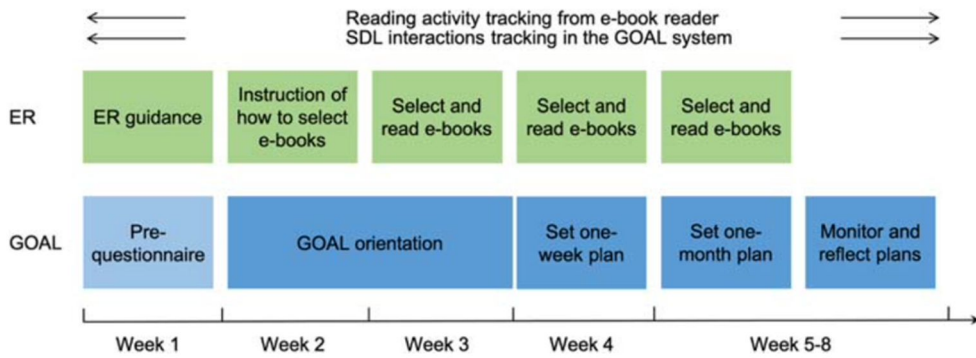 Reading activity tracking from e-book reader
SDL interactions tracking in the GOAL system
ER
ER guidance
Instruction of
how to select
e-books
Select and
read e-books
Select and
read e-books
Select and
read e-books
GOAL
Pre-
questionnaire
GOAL orientation
Set one-
week plan
Set one-
month plan
Monitor and
reflect plans
Week 1
Week 2
Week 3
Week 4
Week 5-8